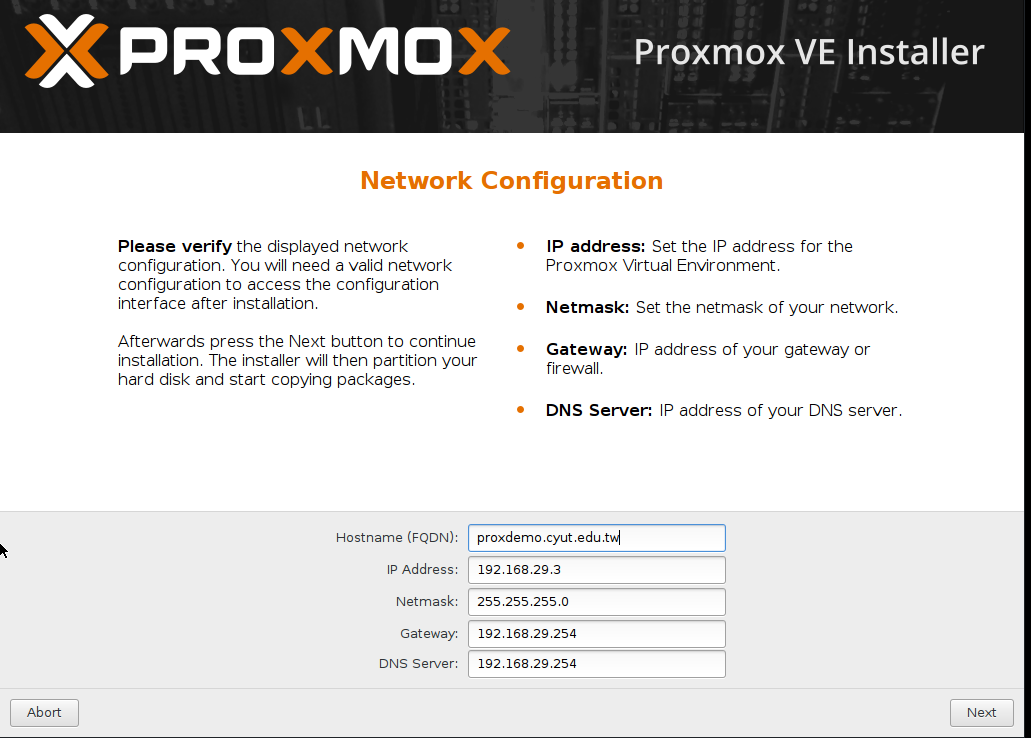 PROXMOX
Proxmox VE Installer
Network Configuration
Please verify the displayed network
configuration. You will need a valid network
configuration to access the configuration
interface after installation.
Afterwards press the Next button to continue
installation. The installer will then partition your
hard disk and start copying packages.
IP address: Set the IP address for the
Proxmox Virtual Environment.
Netmask: Set the netmask of your network.
Gateway: IP address of your gateway or
firewall.
DNS Server: IP address of your DNS server.
Hostname (FQDN): proxdemo.cyut.edu.tw
IP Address: 192.168.29.3
Netmask: 255.255.255.0
Gateway: 192.168.29.254
DNS Server: 192.168.29.254
Abort
Next